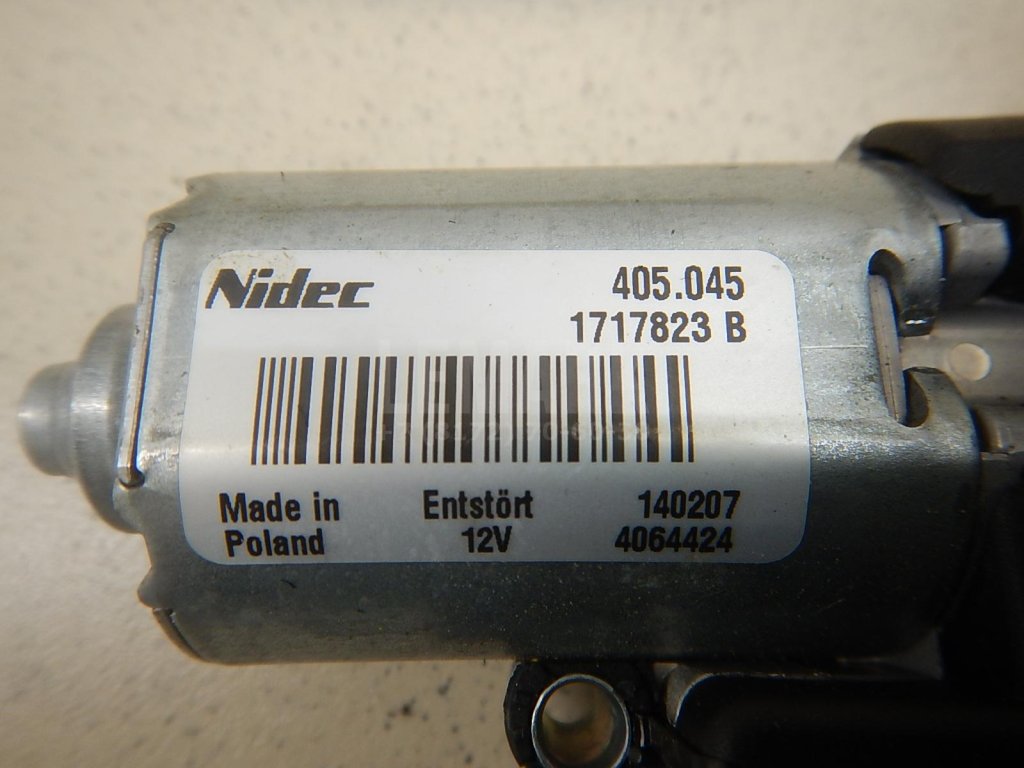 Nidec 405.045
1717823 B
Made in Entstört 140207
Poland 12V 4064424